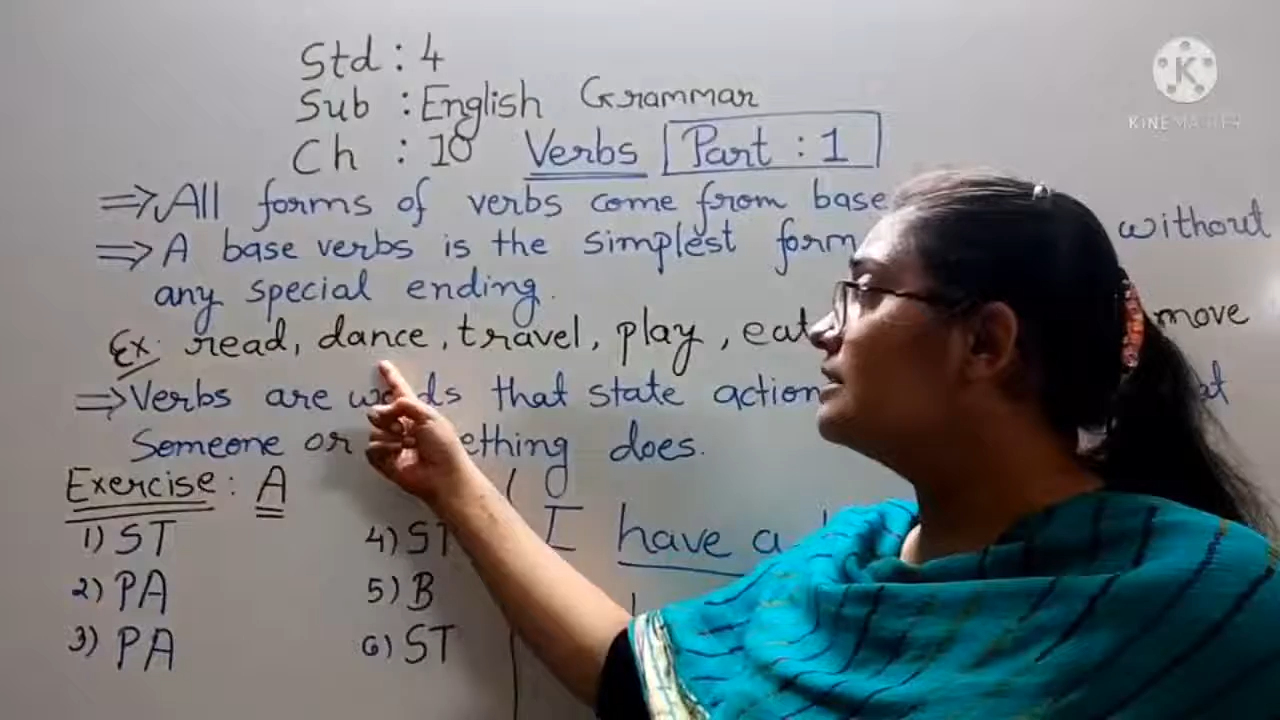 Std : 4
Sub : English Grammar
Ch : 10 Verbs Part : 1
⇒ All forms of verbs come from base
⇒ A base verbs is the simplest form without
any special ending.
Ex: read, dance, travel, play, eat move
⇒ Verbs are that state action
Someone or does.
Exercise : A
1) ST
2) PA
3) PA
4) ST
5) B
6) ST
I have a
KINEMASTER